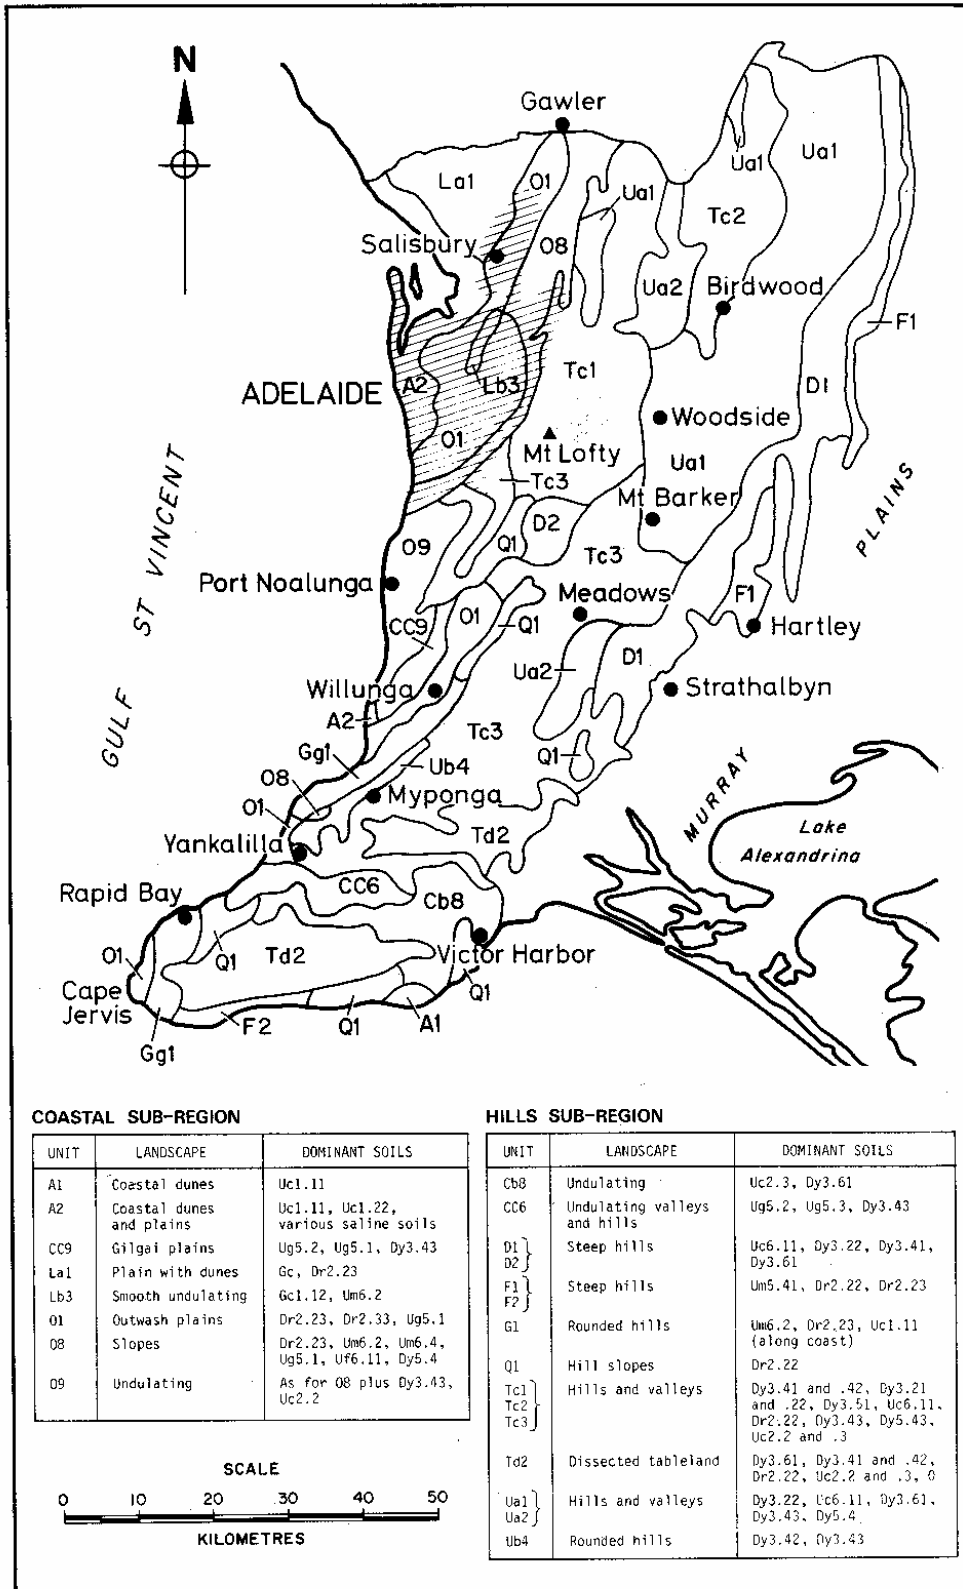 N
Gawler
La1
O1
Ua1
Ua1
Ua1
Tc2
Salisbury
O8
Ua2
Birdwood
F1
A2
Lb3
Tc1
D1
ADELAIDE
O1
Woodside
Mt Lofty
Ua1
Tc3
Mt Barker
D2
Q1
O9
Tc3
GULF ST VINCENT
PLAINS
Port Noalunga
Meadows
F1
O1
Q1
CC9
Hartley
Ua2
D1
Willunga
Strathalbyn
A2
Tc3
Gg1
Ub4
Q1
O8
O1
Myponga
MURRAY
Yankalilla
Td2
Lake
Alexandrina
CC6
Rapid Bay
Cb8
Q1
Td2
O1
Victor Harbor
Cape
Jervis
Q1
F2
Q1
A1
Gg1
COASTAL SUB-REGION
UNIT LANDSCAPE DOMINANT SOILS
A1 Coastal dunes Uc1.11
A2 Coastal dunes and plains Uc1.11, Uc1.22, various saline soils
CC9 Gilgai plains Ug5.2, Ug5.1, Dy3.43
La1 Plain with dunes Gc, Dr2.23
Lb3 Smooth undulating Gc1.12, Um6.2
O1 Outwash plains Dr2.23, Dr2.33, Ug5.1
O8 Slopes Dr2.23, Um6.2, Um6.4, Ug5.1, Uf6.11, Dy5.4
O9 Undulating As for O8 plus Dy3.43, Uc2.2
SCALE
0 10 20 30 40 50
KILOMETRES
HILLS SUB-REGION
UNIT LANDSCAPE DOMINANT SOILS
Cb8 Undulating Uc2.3, Dy3.61
CC6 Undulating valleys and hills Ug5.2, Ug5.3, Dy3.43
D1
D2 Steep hills Uc6.11, Dy3.22, Dy3.41, Dy3.61
F1
F2 Steep hills Um5.41, Dr2.22, Dr2.23
G1 Rounded hills Um6.2, Dr2.23, Uc1.11 (along coast)
Q1 Hill slopes Dr2.22
Tc1
Tc2
Tc3 Hills and valleys Dy3.41 and .42, Dy3.21 and .22, Dy3.51, Uc6.11, Dr2.22, Dy3.43, Dy5.43, Uc2.2 and .3
Td2 Dissected tableland Dy3.61, Dy3.41 and .42, Dr2.22, Uc2.2 and .3, O
Ua1
Ua2 Hills and valleys Dy3.22, Uc6.11, Dy3.61, Dy3.43, Dy5.4
Ub4 Rounded hills Dy3.42, Dy3.43